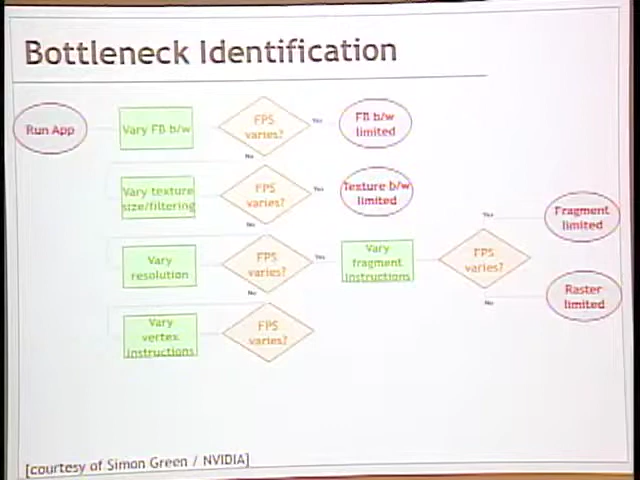 Bottleneck Identification
Run App
Vary FB b/w
FPS
varies?
Yes
FB b/w
limited
No
Vary texture
size/filtering
FPS
varies?
Yes
Texture b/w
limited
No
Vary
resolution
FPS
varies?
Yes
Vary
fragment
instructions
FPS
varies?
Yes
Fragment
limited
No
Raster
limited
No
Vary
vertex
instructions
FPS
varies?
[courtesy of Simon Green / NVIDIA]